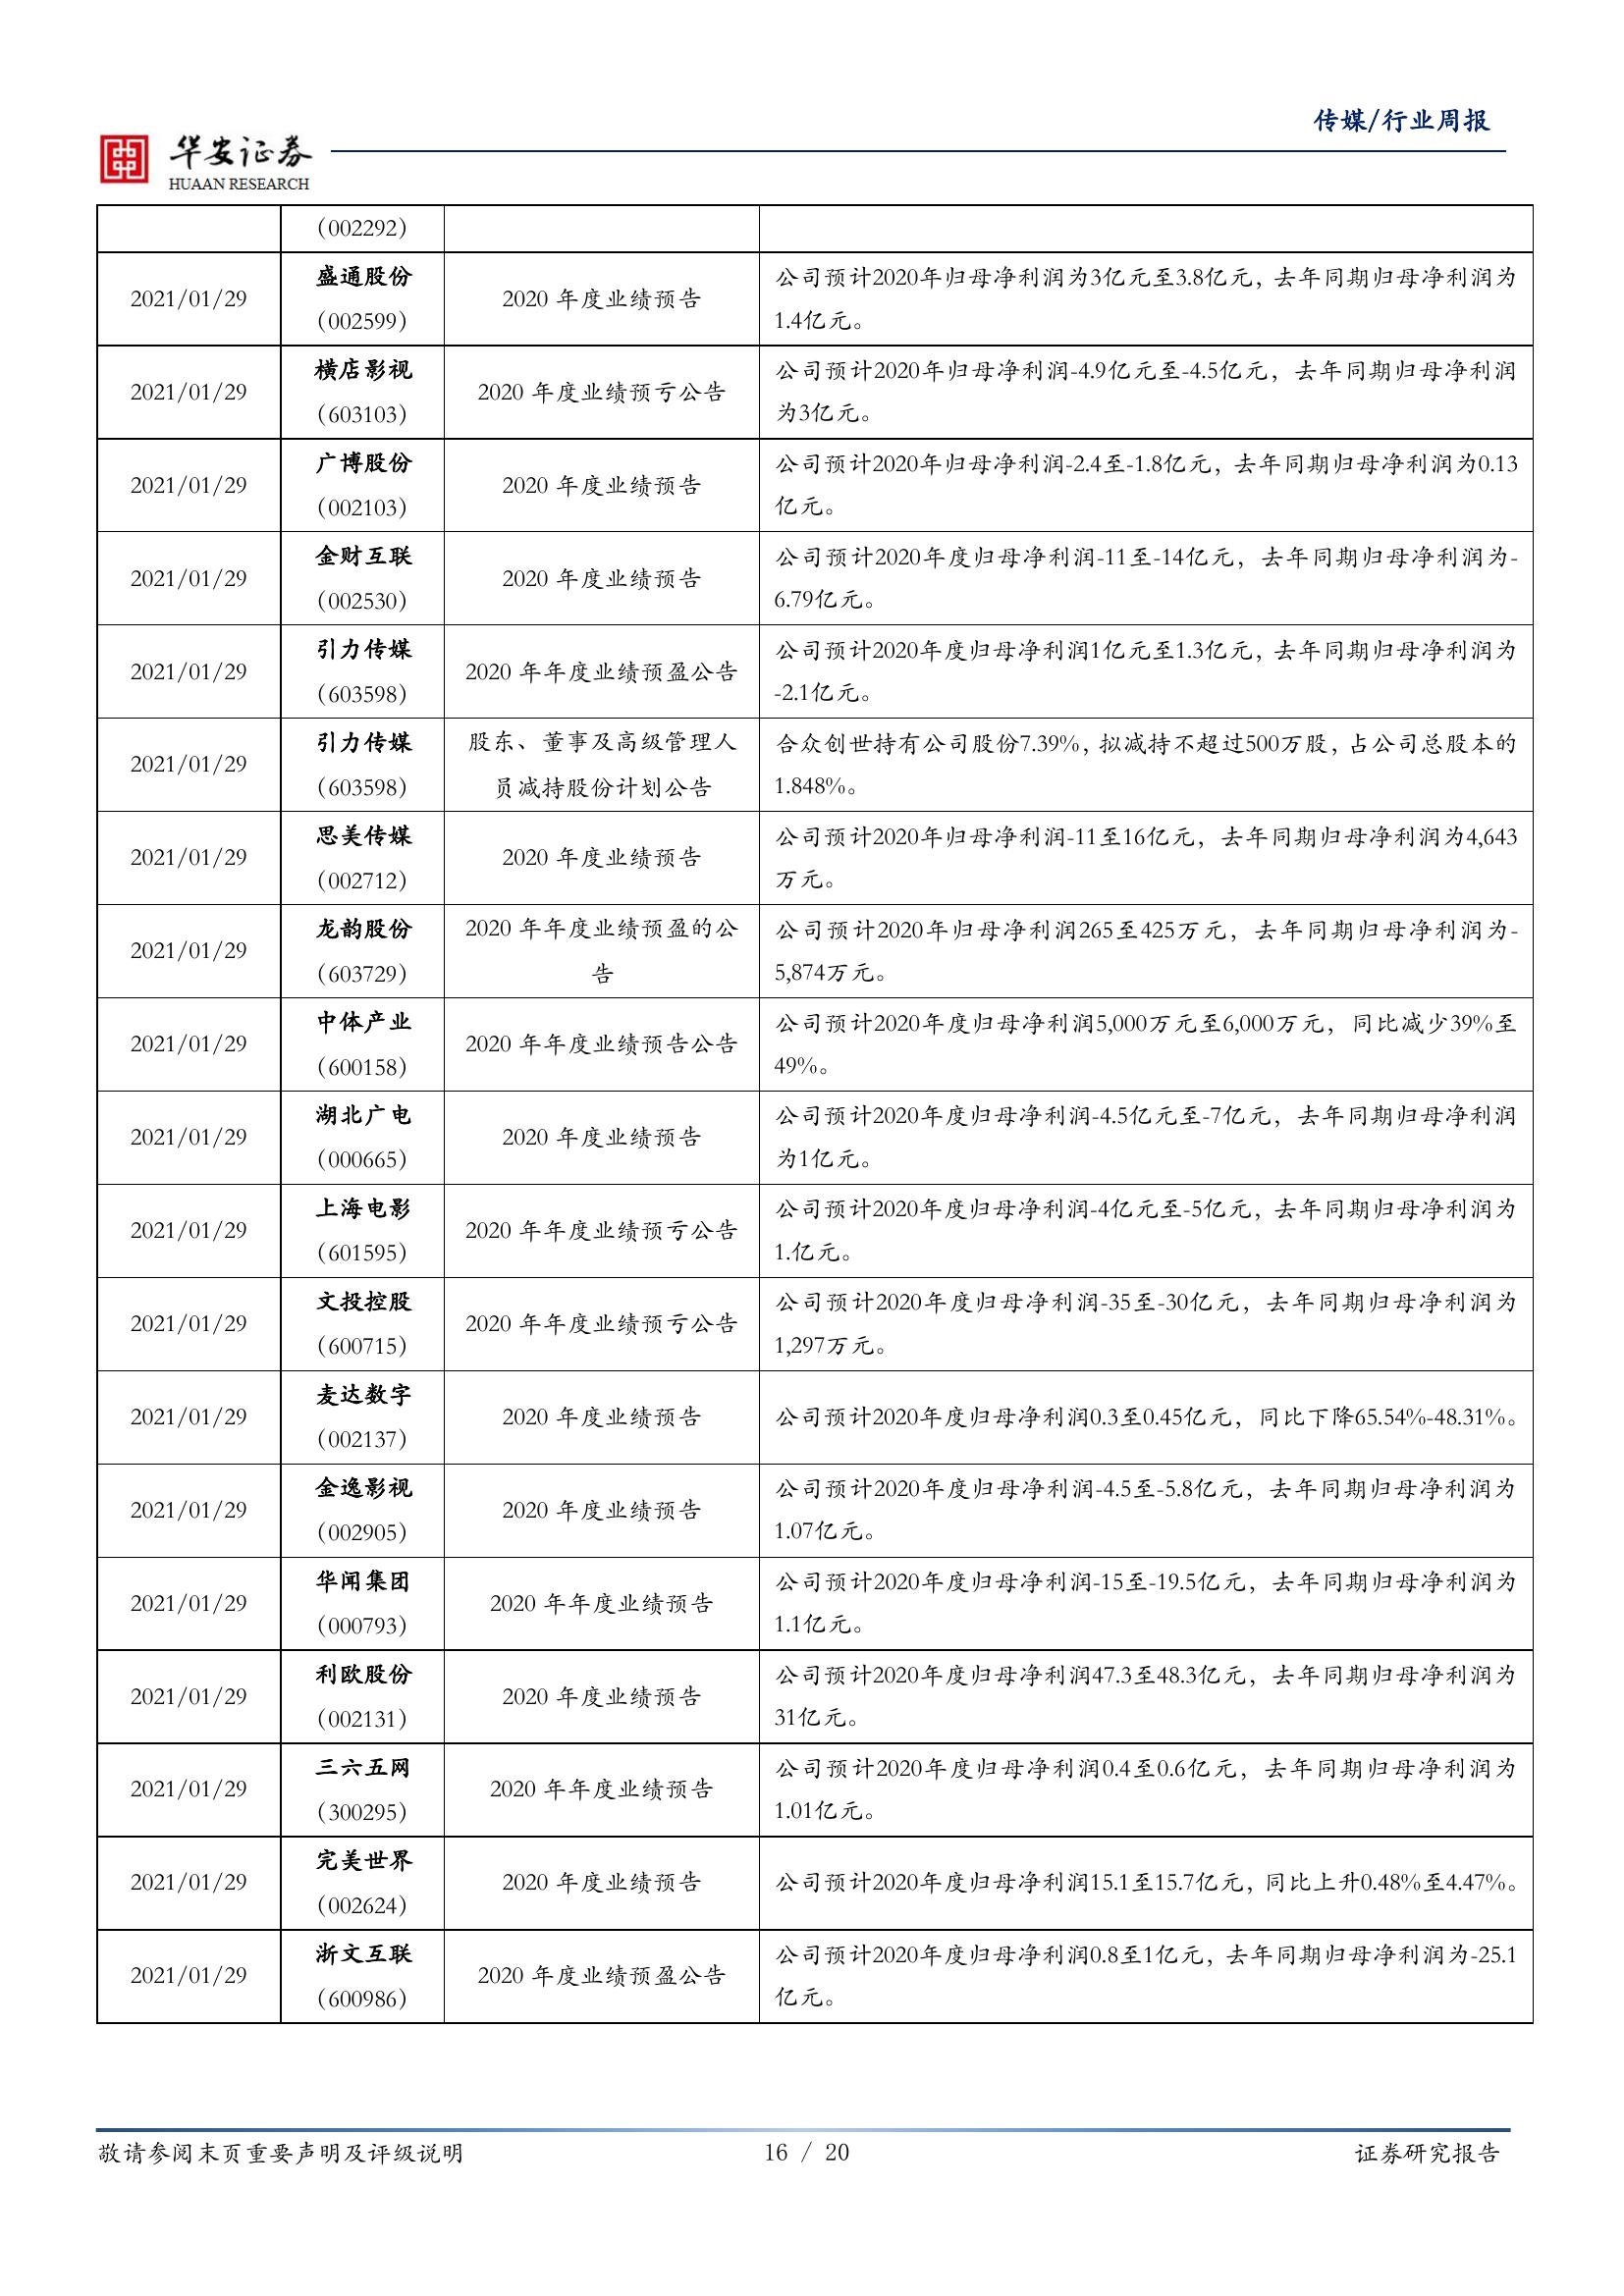 传媒/行业周报
华安证券
HUAAN RESEARCH
（002292）
2021/01/29
盛通股份
（002599）
2020 年度业绩预告
公司预计2020年归母净利润为3亿元至3.8亿元，去年同期归母净利润为
1.4亿元。
2021/01/29
横店影视
（603103）
2020 年度业绩预亏公告
公司预计2020年归母净利润-4.9亿元至-4.5亿元，去年同期归母净利润
为3亿元。
2021/01/29
广博股份
（002103）
2020 年度业绩预告
公司预计2020年归母净利润-2.4至-1.8亿元，去年同期归母净利润为0.13
亿元。
2021/01/29
金财互联
（002530）
2020 年度业绩预告
公司预计2020年度归母净利润-11至-14亿元，去年同期归母净利润为-
6.79亿元。
2021/01/29
引力传媒
（603598）
2020 年年度业绩预盈公告
公司预计2020年度归母净利润1亿元至1.3亿元，去年同期归母净利润为
-2.1亿元。
2021/01/29
引力传媒
（603598）
股东、董事及高级管理人
员减持股份计划公告
合众创世持有公司股份7.39%，拟减持不超过500万股，占公司总股本的
1.848%。
2021/01/29
思美传媒
（002712）
2020 年度业绩预告
公司预计2020年归母净利润-11至16亿元，去年同期归母净利润为4,643
万元。
2021/01/29
龙韵股份
（603729）
2020 年年度业绩预盈的公
告
公司预计2020年归母净利润265至425万元，去年同期归母净利润为-
5,874万元。
2021/01/29
中体产业
（600158）
2020 年年度业绩预告公告
公司预计2020年度归母净利润5,000万元至6,000万元，同比减少39%至
49%。
2021/01/29
湖北广电
（000665）
2020 年度业绩预告
公司预计2020年度归母净利润-4.5亿元至-7亿元，去年同期归母净利润
为1亿元。
2021/01/29
上海电影
（601595）
2020 年年度业绩预亏公告
公司预计2020年度归母净利润-4亿元至-5亿元，去年同期归母净利润为
1.亿元。
2021/01/29
文投控股
（600715）
2020 年年度业绩预亏公告
公司预计2020年度归母净利润-35至-30亿元，去年同期归母净利润为
1,297万元。
2021/01/29
麦达数字
（002137）
2020 年度业绩预告
公司预计2020年度归母净利润0.3至0.45亿元，同比下降65.54%-48.31%。
2021/01/29
金逸影视
（002905）
2020 年度业绩预告
公司预计2020年度归母净利润-4.5至-5.8亿元，去年同期归母净利润为
1.07亿元。
2021/01/29
华闻集团
（000793）
2020 年年度业绩预告
公司预计2020年度归母净利润-15至-19.5亿元，去年同期归母净利润为
1.1亿元。
2021/01/29
利欧股份
（002131）
2020 年度业绩预告
公司预计2020年度归母净利润47.3至48.3亿元，去年同期归母净利润为
31亿元。
2021/01/29
三六五网
（300295）
2020 年年度业绩预告
公司预计2020年度归母净利润0.4至0.6亿元，去年同期归母净利润为
1.01亿元。
2021/01/29
完美世界
（002624）
2020 年度业绩预告
公司预计2020年度归母净利润15.1至15.7亿元，同比上升0.48%至4.47%。
2021/01/29
浙文互联
（600986）
2020 年度业绩预盈公告
公司预计2020年度归母净利润0.8至1亿元，去年同期归母净利润为-25.1
亿元。
敬请参阅末页重要声明及评级说明
16 / 20
证券研究报告